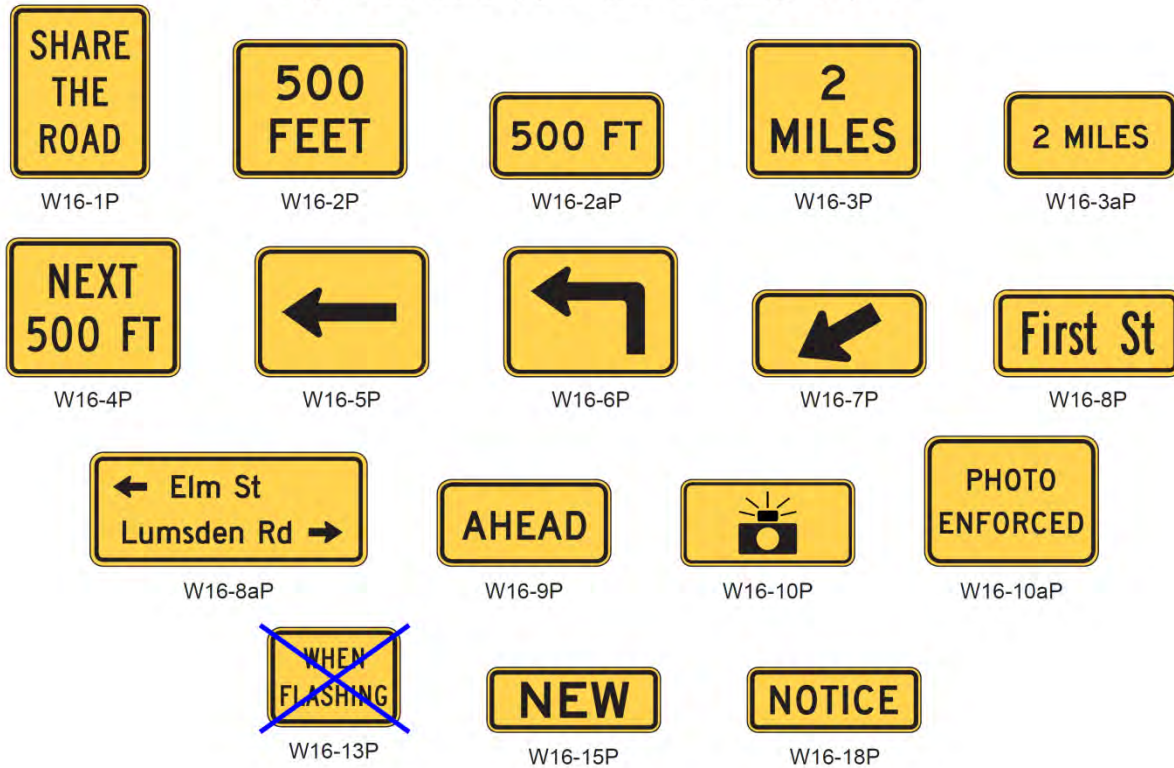 SHARE
THE
ROAD
W16-1P
500
FEET
W16-2P
500 FT
W16-2aP
2
MILES
W16-3P
2 MILES
W16-3aP
NEXT
500 FT
W16-4P
W16-5P
W16-6P
W16-7P
First St
W16-8P
Elm St
Lumsden Rd
W16-8aP
AHEAD
W16-9P
W16-10P
PHOTO
ENFORCED
W16-10aP
WHEN
FLASHING
W16-13P
NEW
W16-15P
NOTICE
W16-18P